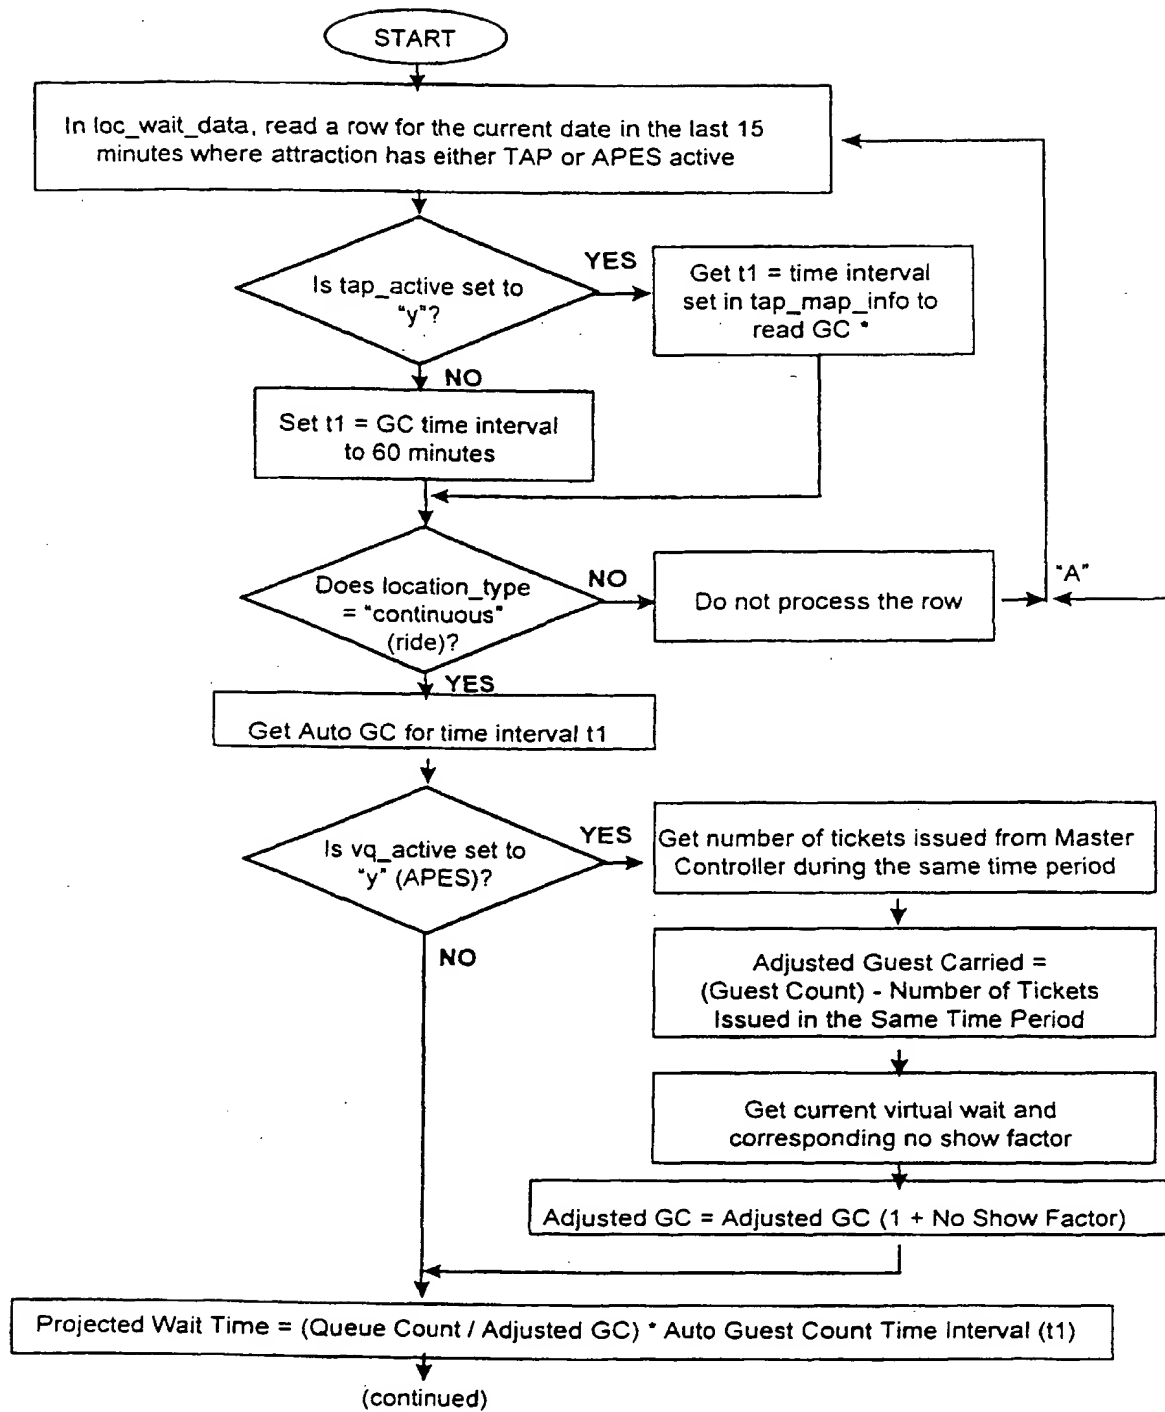 START
In loc_wait_data, read a row for the current date in the last 15
minutes where attraction has either TAP or APES active
Is tap_active set to
"y"?
YES
Get t1 = time interval
set in tap_map_info to
read GC *
NO
Set t1 = GC time interval
to 60 minutes
Does location_type
= "continuous"
(ride)?
NO
Do not process the row
"A"
YES
Get Auto GC for time interval t1
Is vq_active set to
"y" (APES)?
YES
Get number of tickets issued from Master
Controller during the same time period
NO
Adjusted Guest Carried =
(Guest Count) - Number of Tickets
Issued in the Same Time Period
Get current virtual wait and
corresponding no show factor
Adjusted GC = Adjusted GC (1 + No Show Factor)
Projected Wait Time = (Queue Count / Adjusted GC) * Auto Guest Count Time Interval (t1)
(continued)